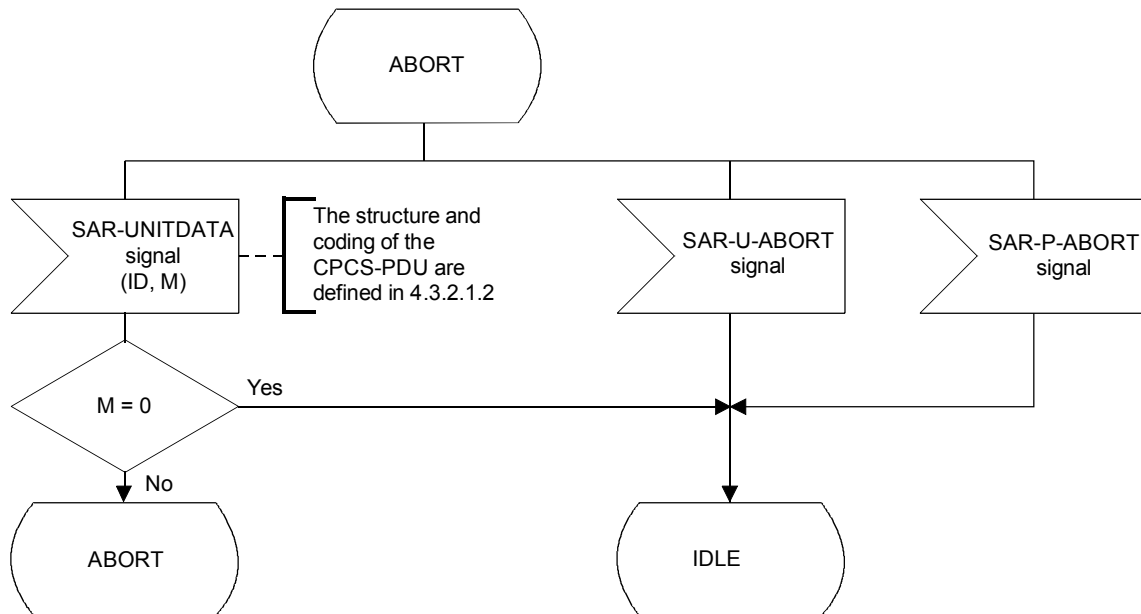 ABORT
SAR-UNITDATA
signal
(ID, M)
The structure and
coding of the
CPCS-PDU are
defined in 4.3.2.1.2
SAR-U-ABORT
signal
SAR-P-ABORT
signal
M = 0
Yes
No
ABORT
IDLE